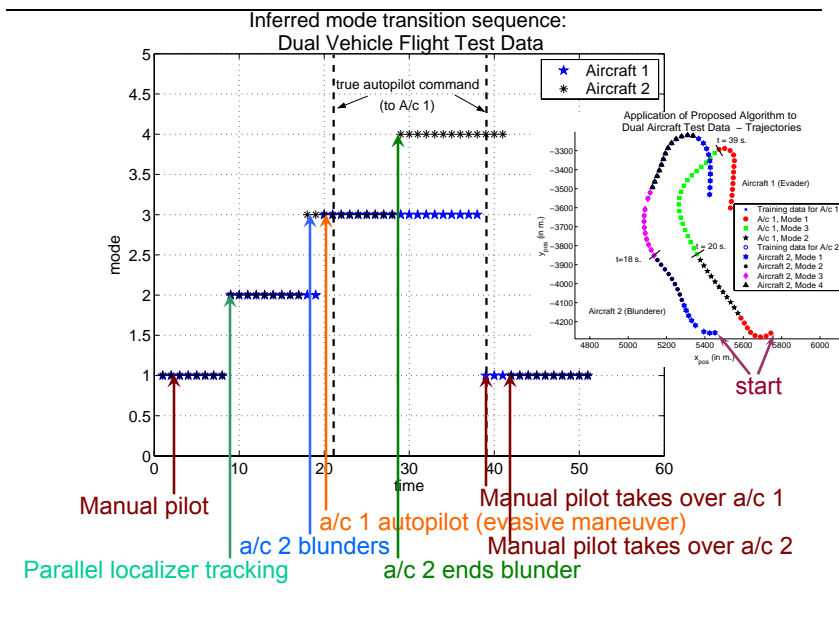 Inferred mode transition sequence:
Dual Vehicle Flight Test Data
5
4.5
4
3.5
3
2.5
2
1.5
1
0.5
0
mode
0
10
20
30
40
50
60
time
true autopilot command
(to A/c 1)
Aircraft 1
Aircraft 2
Application of Proposed Algorithm to
Dual Aircraft Test Data – Trajectories
−3300
−3400
−3500
−3600
−3700
−3800
−3900
−4000
−4100
−4200
ypos (in m.)
4800
5000
5200
5400
5600
5800
6000
xpos (in m.)
t = 39 s.
t = 20 s.
t=18 s.
Aircraft 1 (Evader)
Aircraft 2 (Blunderer)
Training data for A/c 1
A/c 1, Mode 1
A/c 1, Mode 3
A/c 1, Mode 2
Training data for A/c 2
Aircraft 2, Mode 1
Aircraft 2, Mode 2
Aircraft 2, Mode 3
Aircraft 2, Mode 4
start
Manual pilot
Manual pilot takes over a/c 1
a/c 1 autopilot (evasive maneuver)
a/c 2 blunders
Manual pilot takes over a/c 2
Parallel localizer tracking
a/c 2 ends blunder